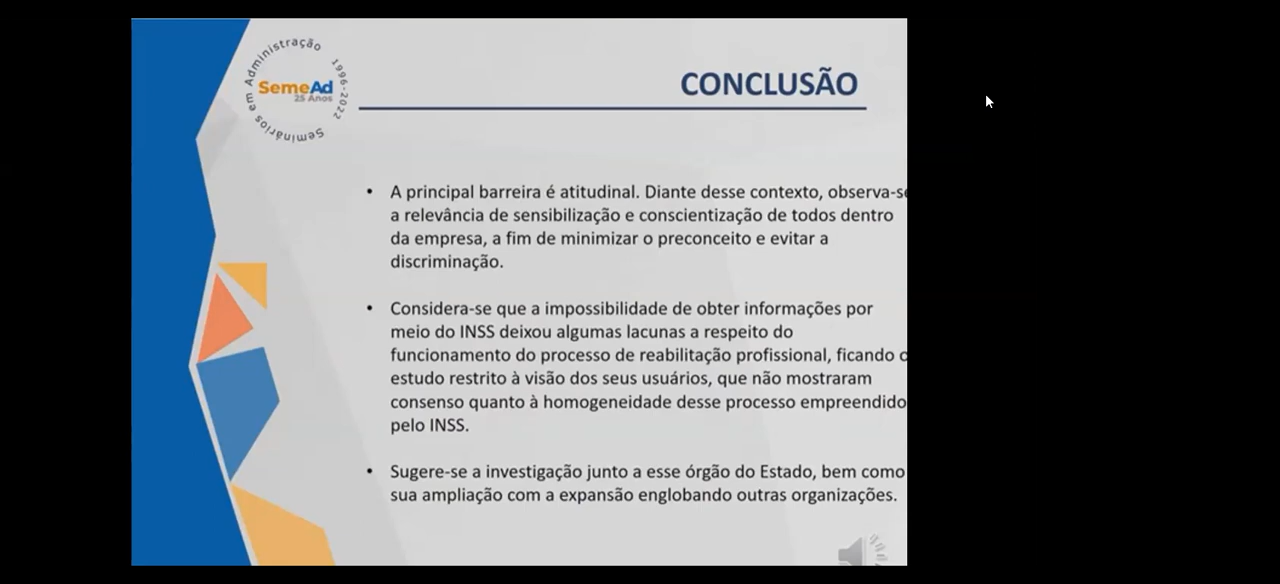 Seminários em Administração 1996-2022
SemeAd
25 Anos
CONCLUSÃO
• A principal barreira é atitudinal. Diante desse contexto, observa-se
a relevância de sensibilização e conscientização de todos dentro
da empresa, a fim de minimizar o preconceito e evitar a
discriminação.
• Considera-se que a impossibilidade de obter informações por
meio do INSS deixou algumas lacunas a respeito do
funcionamento do processo de reabilitação profissional, ficando o
estudo restrito à visão dos seus usuários, que não mostraram
consenso quanto à homogeneidade desse processo empreendido
pelo INSS.
• Sugere-se a investigação junto a esse órgão do Estado, bem como
sua ampliação com a expansão englobando outras organizações.